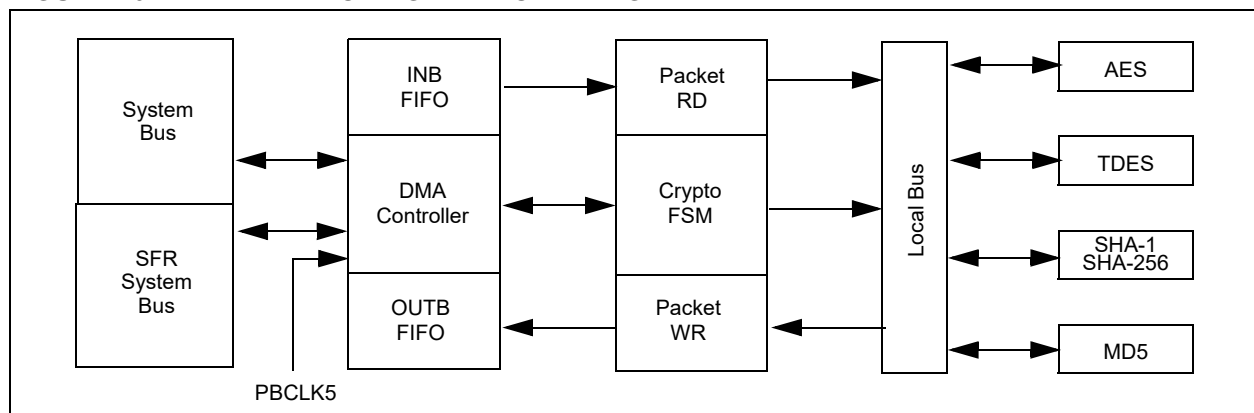 System
Bus
SFR
System
Bus
INB
FIFO
DMA
Controller
OUTB
FIFO
PBCLK5
Packet
RD
Crypto
FSM
Packet
WR
Local Bus
AES
TDES
SHA-1
SHA-256
MD5